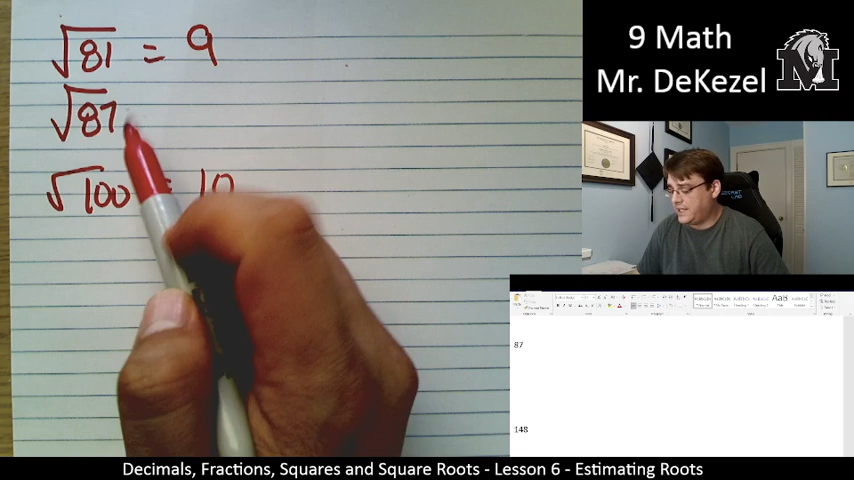 √81 = 9
√87
√100 = 10
9 Math
Mr. DeKezel
M
87
148
Decimals, Fractions, Squares and Square Roots - Lesson 6 - Estimating Roots